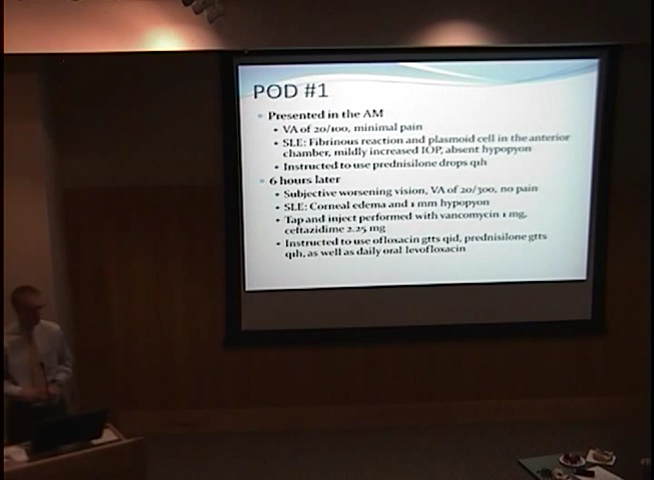 POD #1
Presented in the AM
VA of 20/100, minimal pain
SLE: Fibrinous reaction and plasmoid cell in the anterior
chamber, mildly increased IOP, absent hypopyon
Instructed to use prednisilone drops q1h
6 hours later
Subjective worsening vision, VA of 20/300, no pain
SLE: Corneal edema and 1 mm hypopyon
Tap and inject performed with vancomycin 1 mg,
ceftazidime 2.25 mg
Instructed to use ofloxacin gtts qid, prednisilone gtts
q1h, as well as daily oral levofloxacin